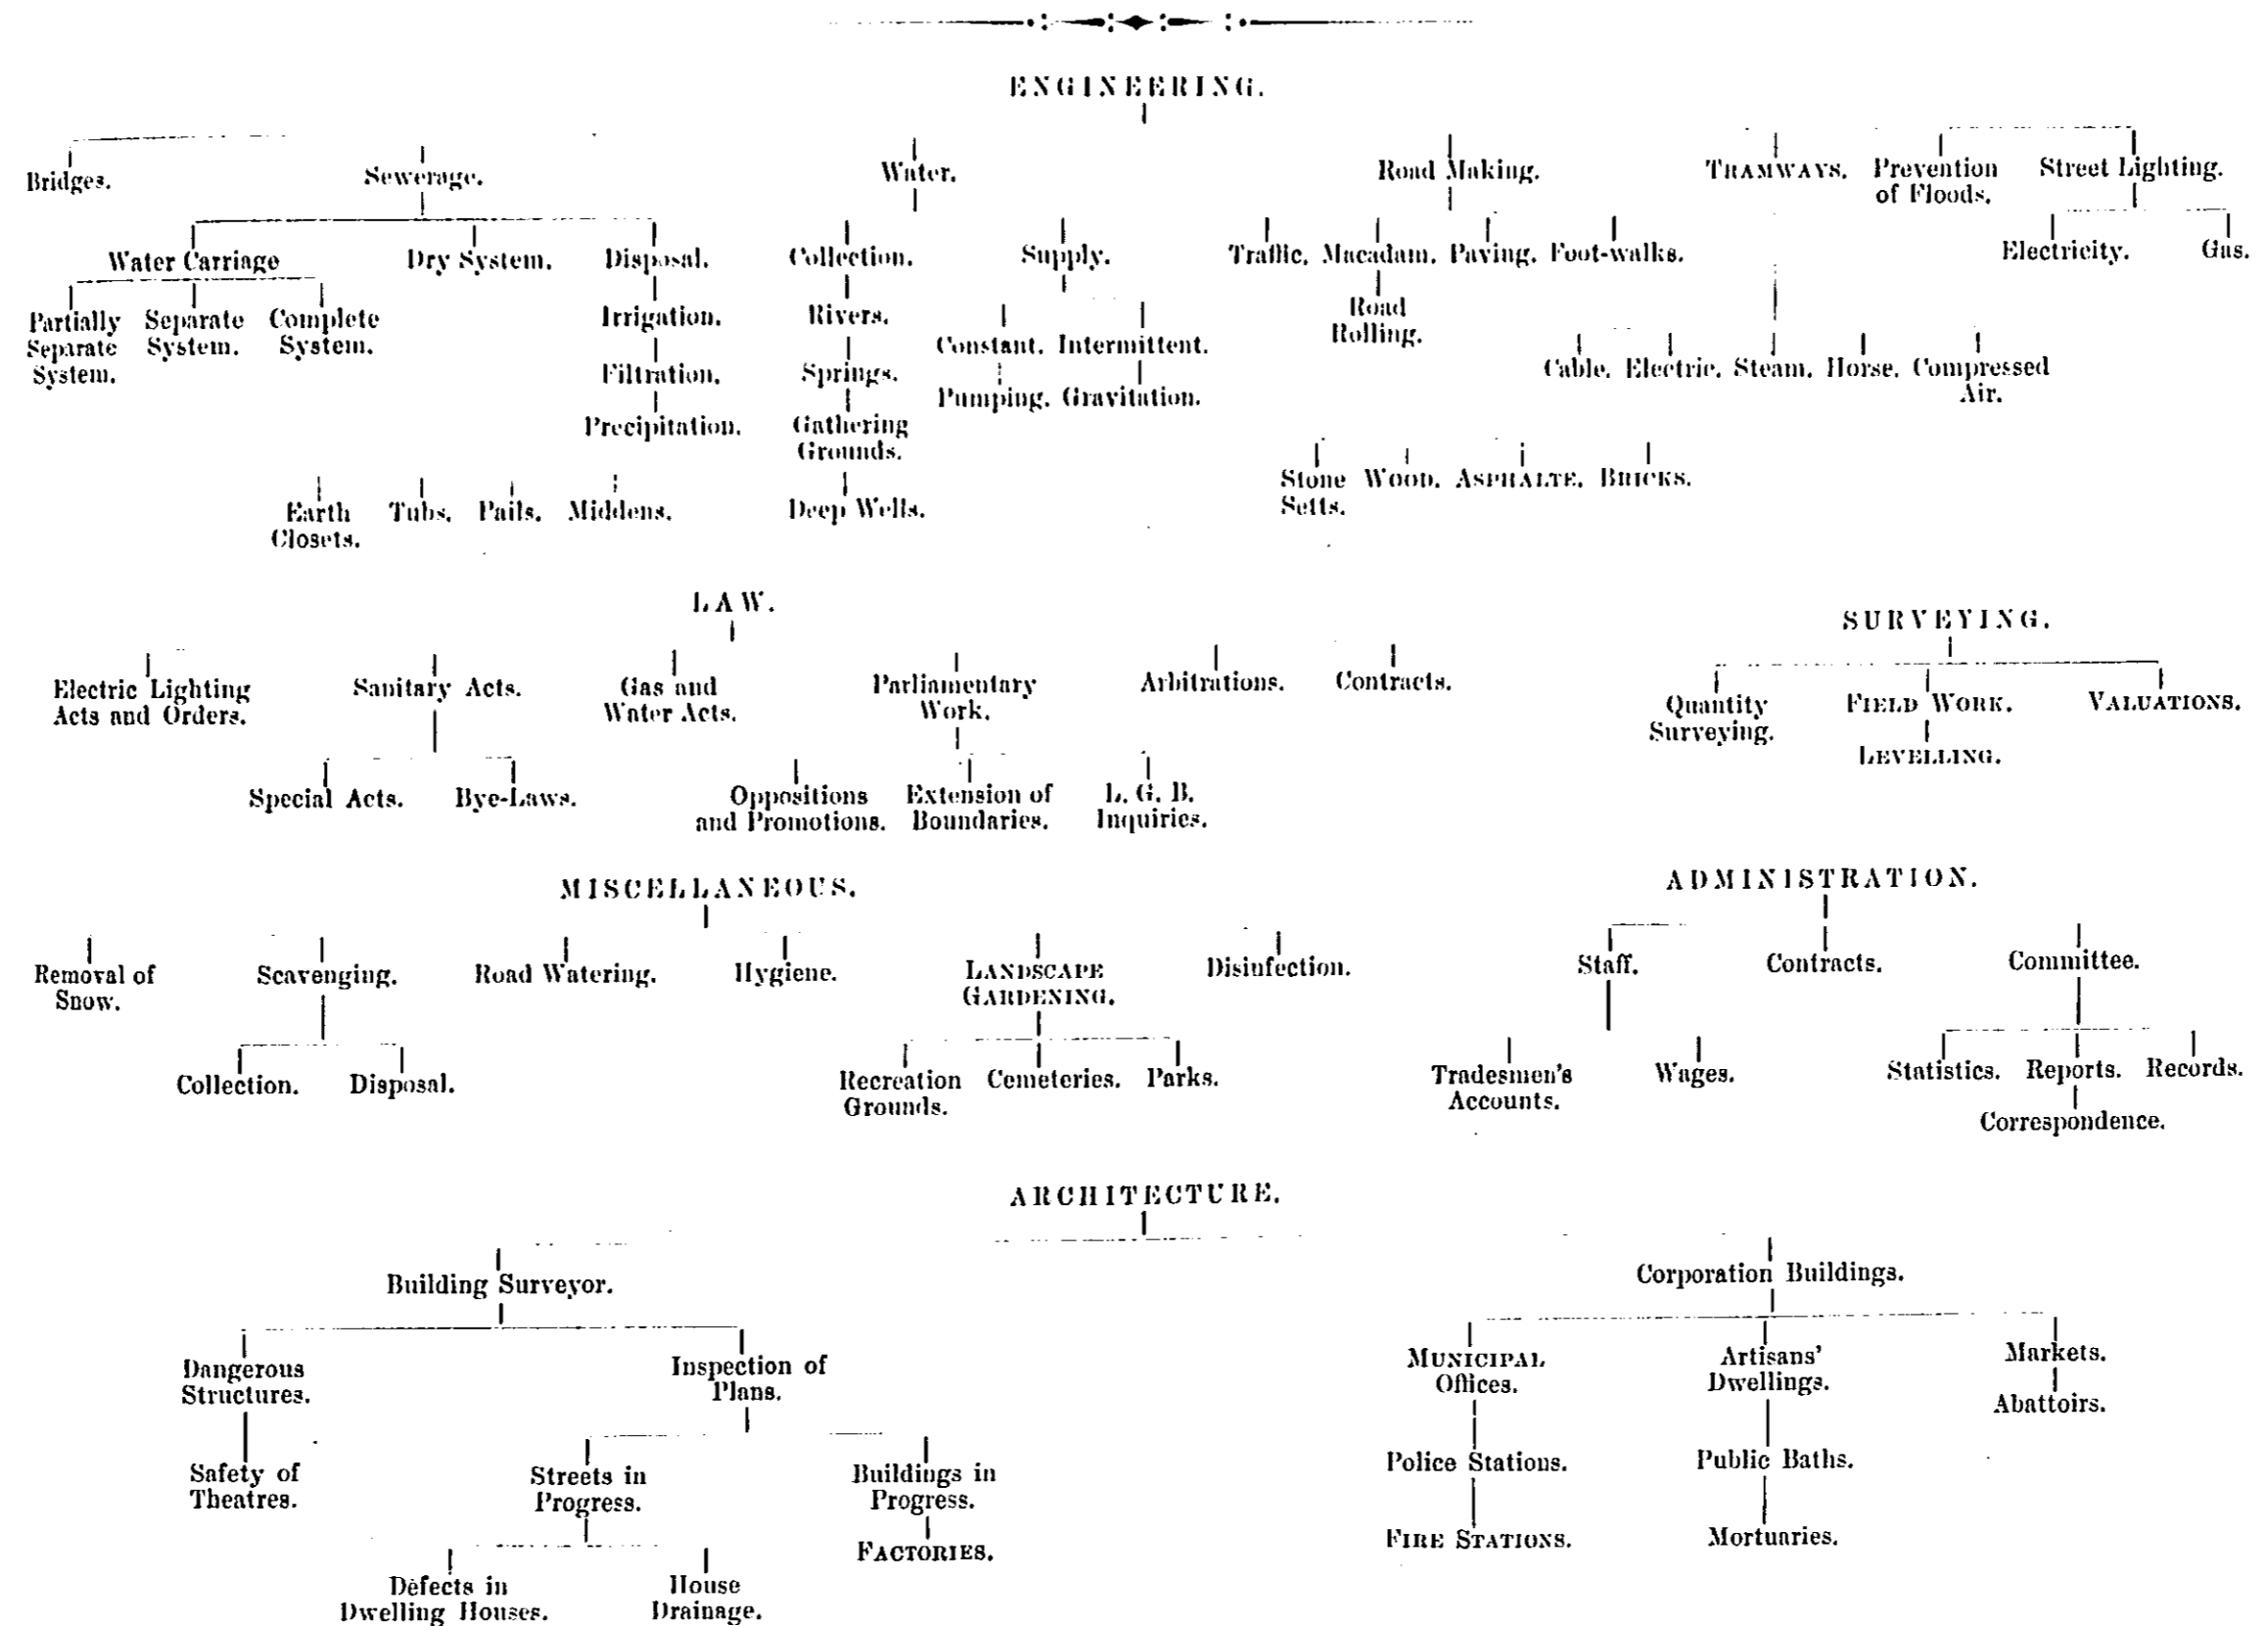 ENGINEERING.
Bridges. Sewerage. Water. Road Making. TRAMWAYS. Prevention Street Lighting.
of Floods.
Water Carriage Dry System. Disposal. Collection. Supply. Traffic. Macadam. Paving. Foot-walks. Electricity. Gas.
Partially Separate Complete Irrigation. Rivers. Road
Separate System. System. Constant. Intermittent. Rolling.
System. Filtration. Springs. Cable. Electric. Steam. Horse. Compressed
Pumping. Gravitation. Air.
Precipitation. Gathering
Grounds.
Stone WOOD. ASPHALTE. BRICKS.
Setts.
Earth Tubs. Pails. Middens. Deep Wells.
Closets.
LAW.
SURVEYING.
Electric Lighting Sanitary Acts. Gas and Parliamentary Arbitrations. Contracts.
Acts and Orders. Water Acts. Work.
Quantity FIELD WORK. VALUATIONS.
Surveying.
LEVELLING.
Special Acts. Bye-Laws. Oppositions Extension of L. G. B.
and Promotions. Boundaries. Inquiries.
MISCELLANEOUS.
ADMINISTRATION.
Removal of Scavenging. Road Watering. Hygiene. LANDSCAPE Disinfection. Staff. Contracts. Committee.
Snow. GARDENING.
Collection. Disposal. Recreation Cemeteries. Parks. Tradesmen's Wages. Statistics. Reports. Records.
Grounds. Accounts.
Correspondence.
ARCHITECTURE.
Building Surveyor. Corporation Buildings.
Dangerous Inspection of MUNICIPAL Artisans' Markets.
Structures. Plans. Offices. Dwellings.
Abattoirs.
Safety of Streets in Buildings in Police Stations. Public Baths.
Theatres. Progress. Progress.
FACTORIES. FIRE STATIONS. Mortuaries.
Defects in House
Dwelling Houses. Drainage.